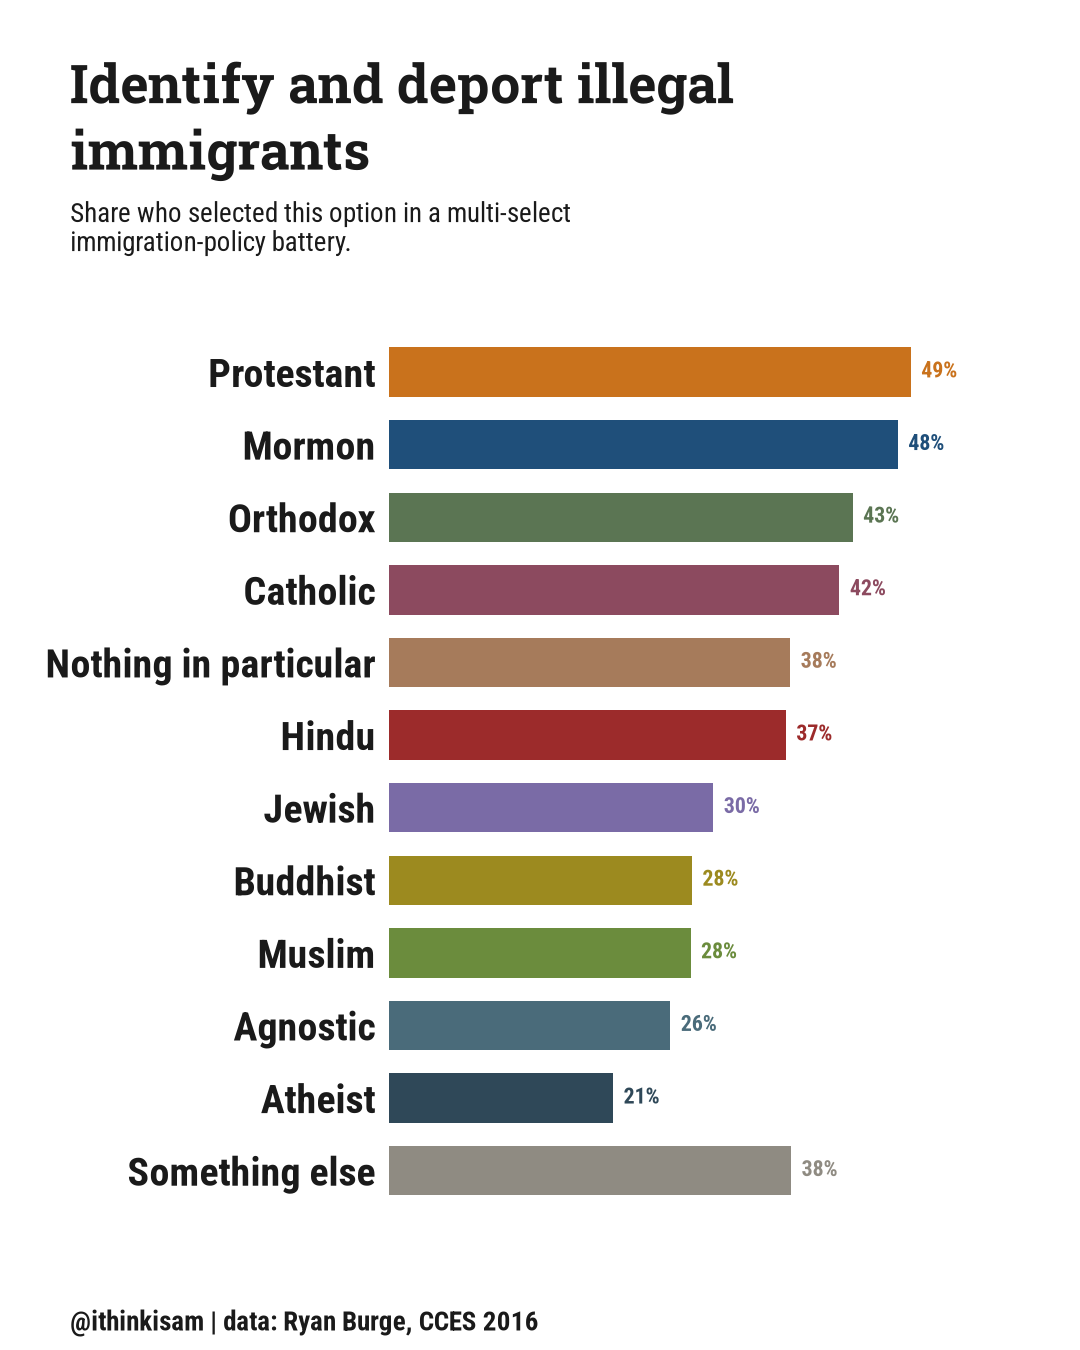 Identify and deport illegal
immigrants
Share who selected this option in a multi-select
immigration-policy battery.
Protestant 49%
Mormon 48%
Orthodox 43%
Catholic 42%
Nothing in particular 38%
Hindu 37%
Jewish 30%
Buddhist 28%
Muslim 28%
Agnostic 26%
Atheist 21%
Something else 38%
@ithinkisam | data: Ryan Burge, CCES 2016